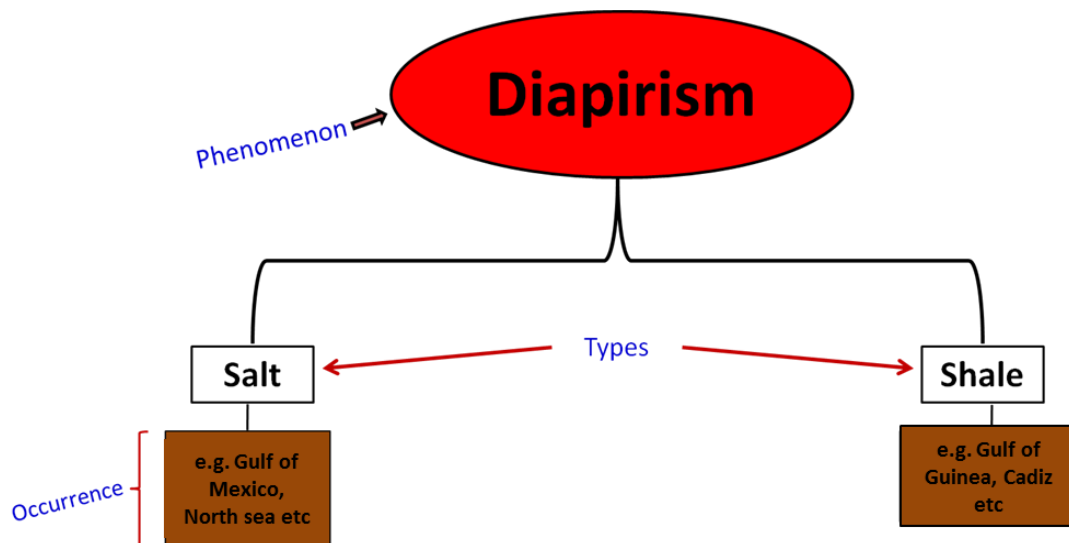 Diapirism
Phenomenon
Types
Salt
Shale
Occurrence
e.g. Gulf of
Mexico,
North sea etc
e.g. Gulf of
Guinea, Cadiz
etc